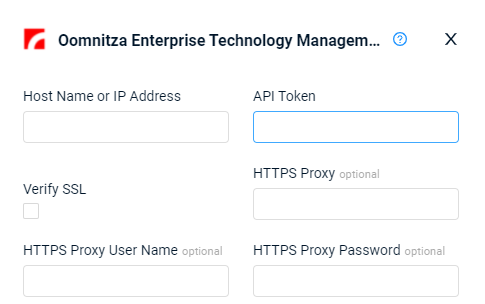 Oomnitza Enterprise Technology Managem...
Host Name or IP Address
API Token
Verify SSL
HTTPS Proxy optional
HTTPS Proxy User Name optional
HTTPS Proxy Password optional